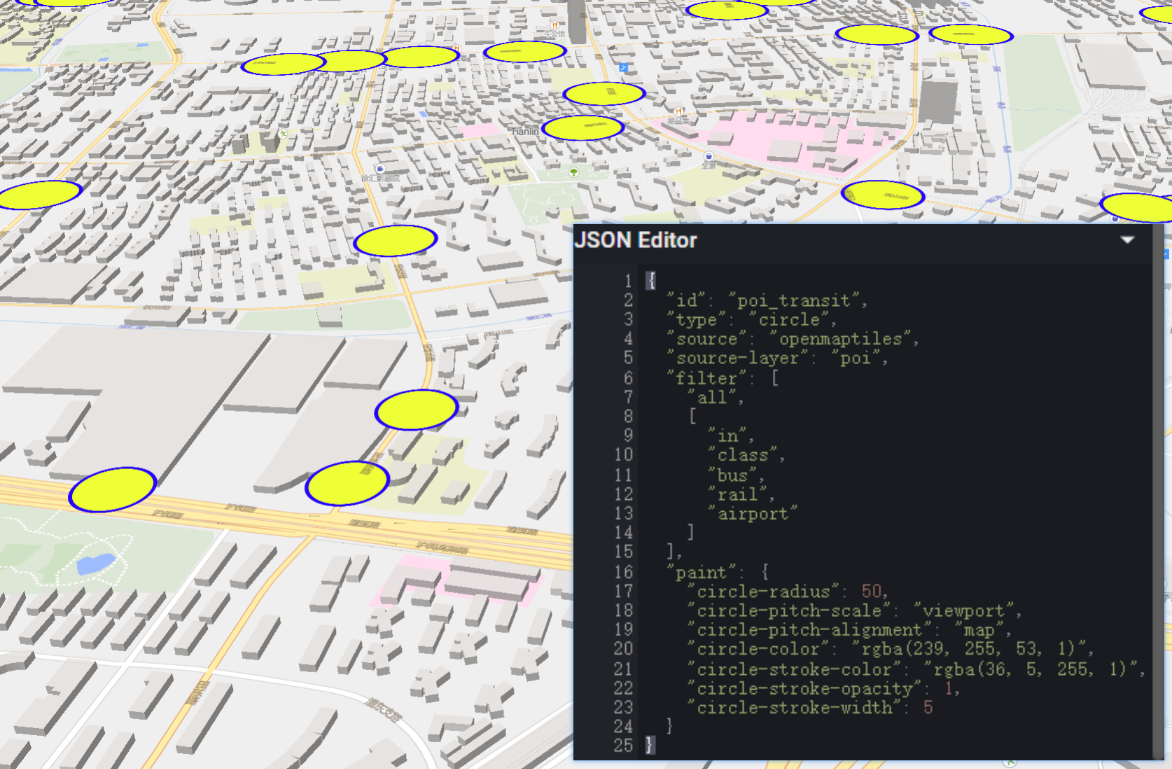 Tianlin
JSON Editor
1 {
2 "id": "poi_transit",
3 "type": "circle",
4 "source": "openmaptiles",
5 "source-layer": "poi",
6 "filter": [
7 "all",
8 [
9 "in",
10 "class",
11 "bus",
12 "rail",
13 "airport"
14 ]
15 ],
16 "paint": {
17 "circle-radius": 50,
18 "circle-pitch-scale": "viewport",
19 "circle-pitch-alignment": "map",
20 "circle-color": "rgba(239, 255, 53, 1)",
21 "circle-stroke-color": "rgba(36, 5, 255, 1)",
22 "circle-stroke-opacity": 1,
23 "circle-stroke-width": 5
24 }
25 }